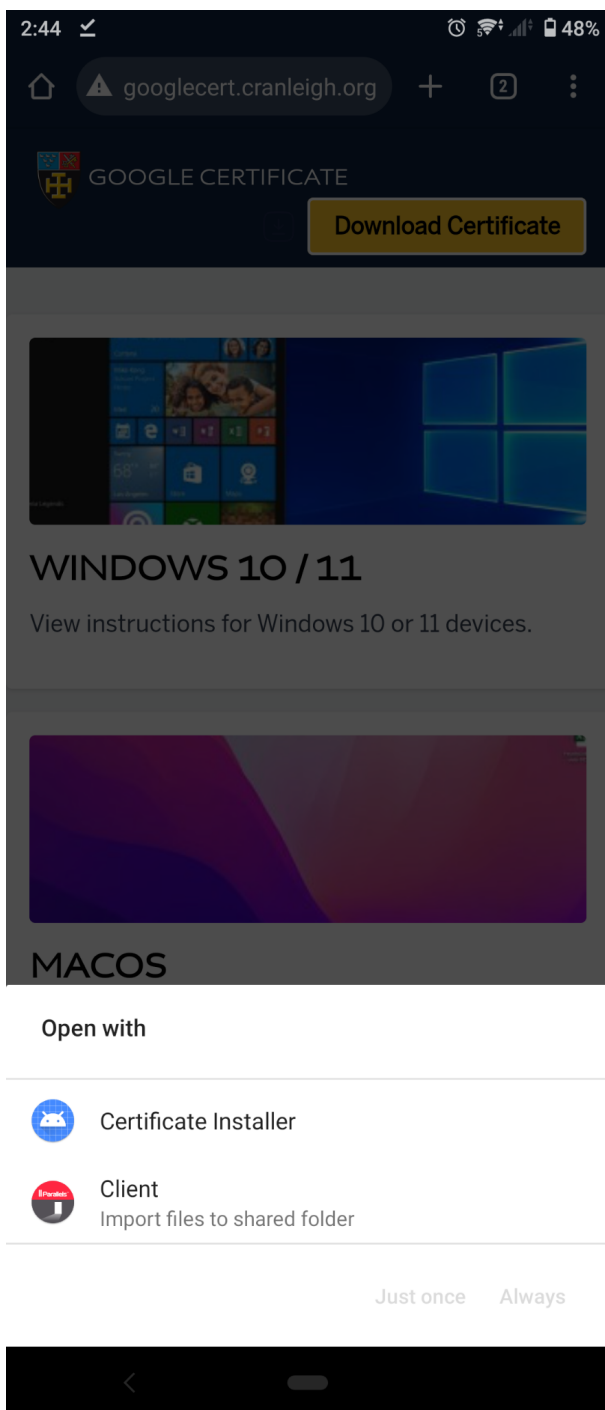 2:44
48%
googlecert.cranleigh.org
2
GOOGLE CERTIFICATE
Download Certificate
WINDOWS 10 / 11
View instructions for Windows 10 or 11 devices.
MACOS
Open with
Certificate Installer
Parallels
Client
Import files to shared folder
Just once Always